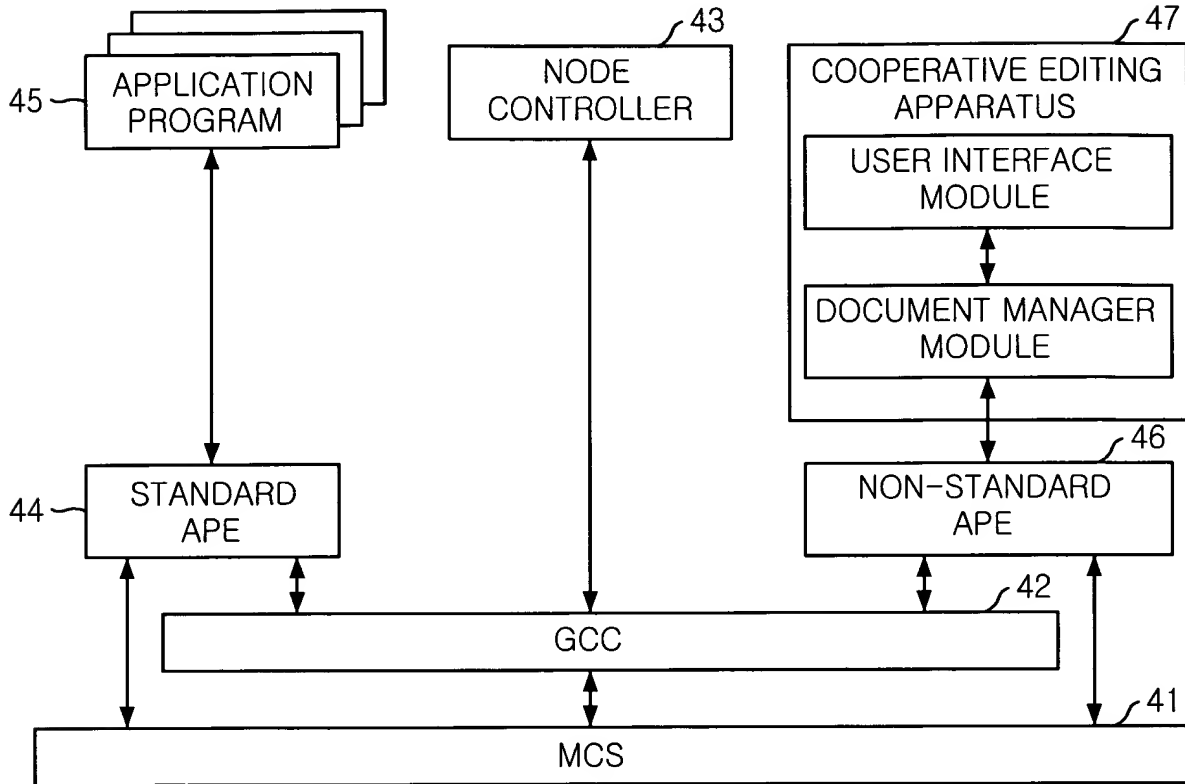 43
47
45
APPLICATION
PROGRAM
NODE
CONTROLLER
COOPERATIVE EDITING
APPARATUS
USER INTERFACE
MODULE
DOCUMENT MANAGER
MODULE
46
44
STANDARD
APE
NON-STANDARD
APE
42
GCC
41
MCS